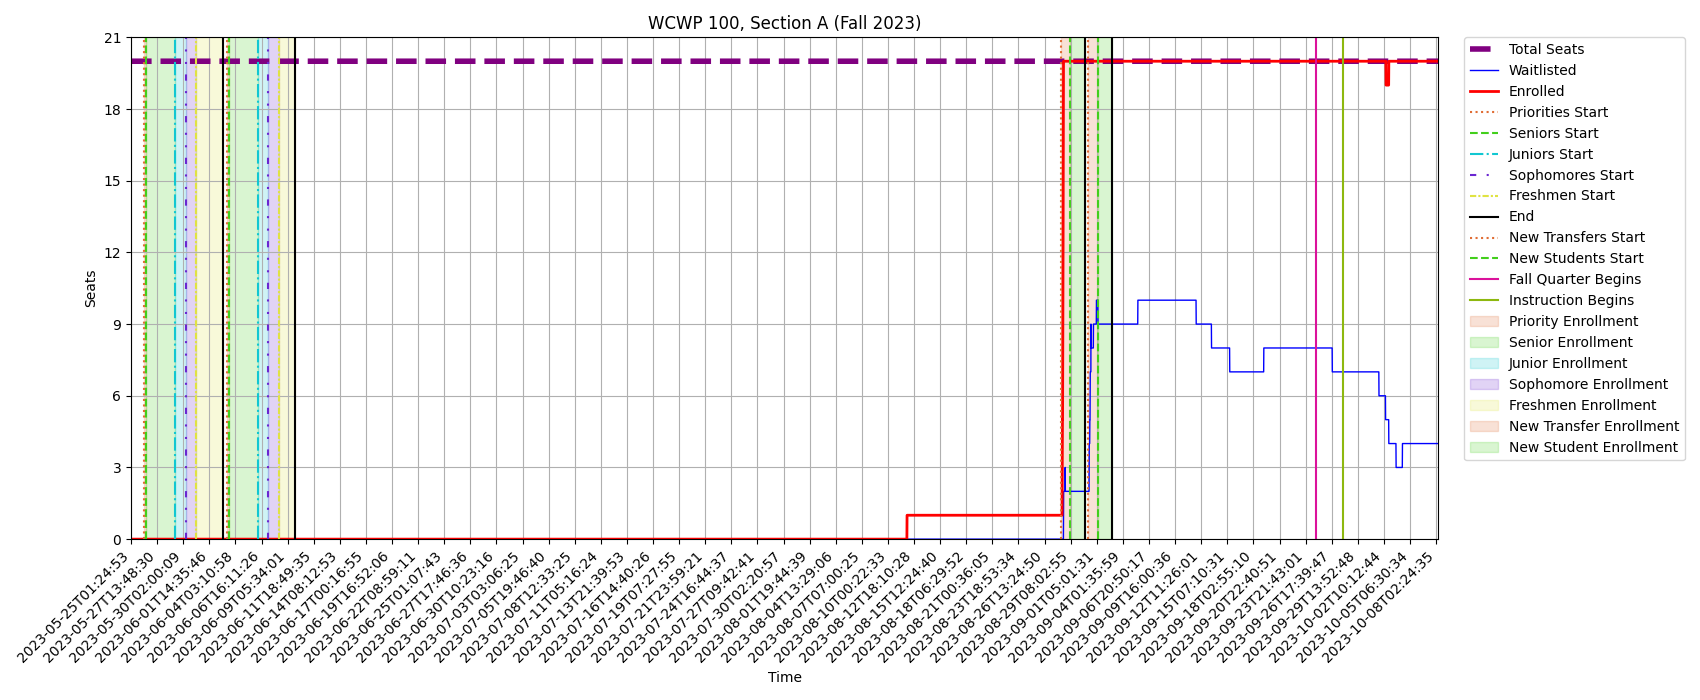 WCWP 100, Section A (Fall 2023)
Seats
21
18
15
12
9
6
3
0
2023-05-25T01:24:53
2023-05-27T13:48:30
2023-05-30T02:00:09
2023-06-01T14:35:46
2023-06-04T03:10:58
2023-06-06T16:11:26
2023-06-09T05:34:01
2023-06-11T18:49:35
2023-06-14T08:12:53
2023-06-17T00:16:55
2023-06-19T16:52:06
2023-06-22T08:59:11
2023-06-25T01:07:43
2023-06-27T17:46:36
2023-06-30T10:23:16
2023-07-03T03:06:25
2023-07-05T19:46:40
2023-07-08T12:33:25
2023-07-11T05:16:24
2023-07-13T21:39:53
2023-07-16T14:40:26
2023-07-19T07:27:55
2023-07-21T23:59:21
2023-07-24T16:44:37
2023-07-27T09:42:41
2023-07-30T02:20:57
2023-08-01T19:44:39
2023-08-04T13:29:06
2023-08-07T07:00:25
2023-08-10T00:22:33
2023-08-12T18:10:28
2023-08-15T12:24:40
2023-08-18T06:29:52
2023-08-21T00:36:05
2023-08-23T18:53:34
2023-08-26T13:24:50
2023-08-29T08:02:55
2023-09-01T05:01:31
2023-09-04T01:35:59
2023-09-06T20:50:17
2023-09-09T16:00:36
2023-09-12T11:26:01
2023-09-15T07:10:31
2023-09-18T02:55:10
2023-09-20T22:40:51
2023-09-23T21:43:01
2023-09-26T17:39:47
2023-09-29T13:52:48
2023-10-02T10:12:44
2023-10-05T06:30:34
2023-10-08T02:24:35
Time
Total Seats
Waitlisted
Enrolled
Priorities Start
Seniors Start
Juniors Start
Sophomores Start
Freshmen Start
End
New Transfers Start
New Students Start
Fall Quarter Begins
Instruction Begins
Priority Enrollment
Senior Enrollment
Junior Enrollment
Sophomore Enrollment
Freshmen Enrollment
New Transfer Enrollment
New Student Enrollment